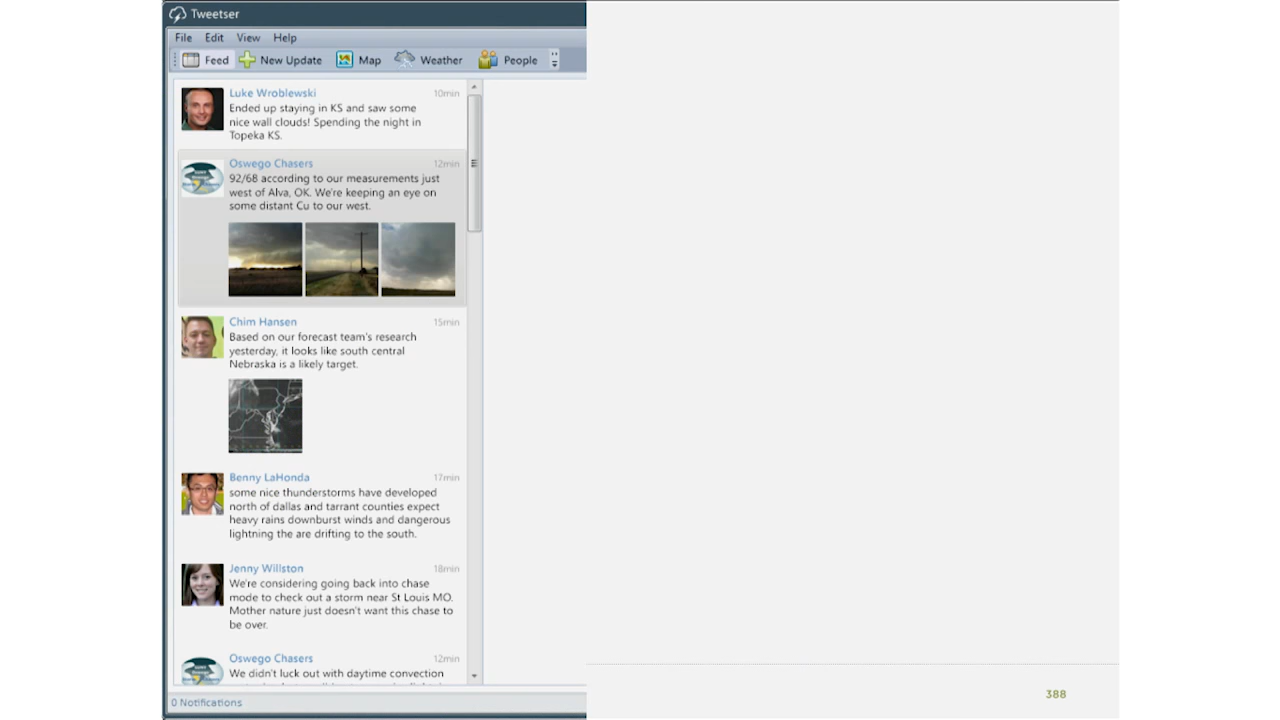 Tweetser
File Edit View Help
Feed New Update Map Weather People
Luke Wroblewski 10min
Ended up staying in KS and saw some
nice wall clouds! Spending the night in
Topeka KS.
Oswego Chasers 12min
92/68 according to our measurements just
west of Alva, OK. We're keeping an eye on
some distant Cu to our west.
Chim Hansen 15min
Based on our forecast team's research
yesterday, it looks like south central
Nebraska is a likely target.
Benny LaHonda 17min
some nice thunderstorms have developed
north of dallas and tarrant counties expect
heavy rains downburst winds and dangerous
lightning the are drifting to the south.
Jenny Willston 18min
We're considering going back into chase
mode to check out a storm near St Louis MO.
Mother nature just doesn't want this chase to
be over.
Oswego Chasers 12min
We didn't luck out with daytime convection
0 Notifications
388